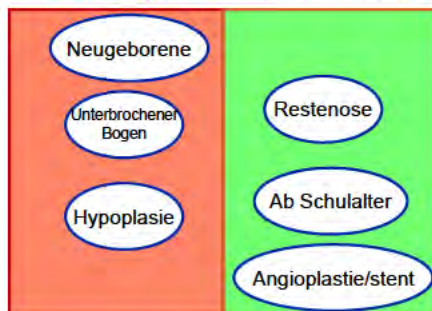 Neugeborene
Unterbrochener
Bogen
Hypoplasie
Restenose
Ab Schulalter
Angioplastie/stent